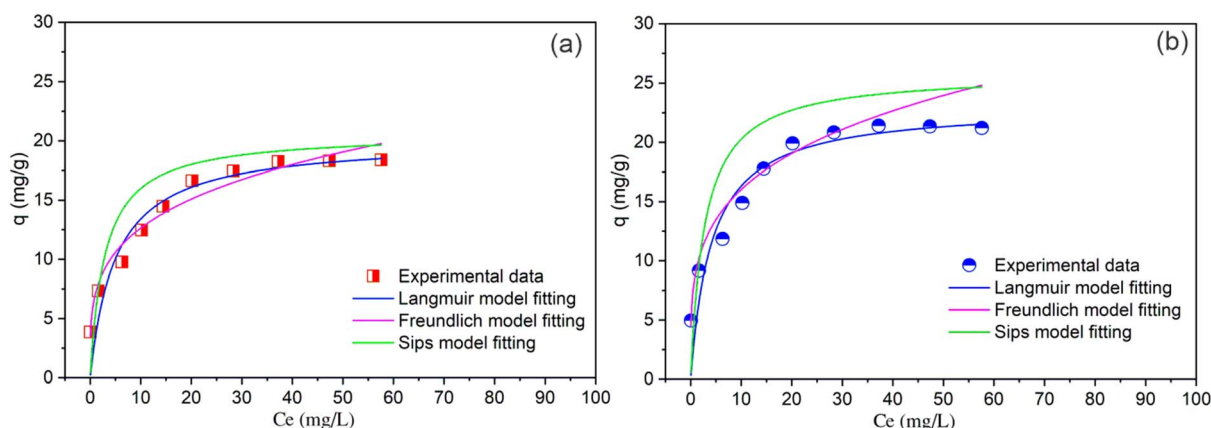 (a)
30
25
20
15
10
5
0
q (mg/g)
0 10 20 30 40 50 60 70 80 90 100
Ce (mg/L)
Experimental data
Langmuir model fitting
Freundlich model fitting
Sips model fitting
(b)
30
25
20
15
10
5
0
q (mg/g)
0 10 20 30 40 50 60 70 80 90 100
Ce (mg/L)
Experimental data
Langmuir model fitting
Freundlich model fitting
Sips model fitting